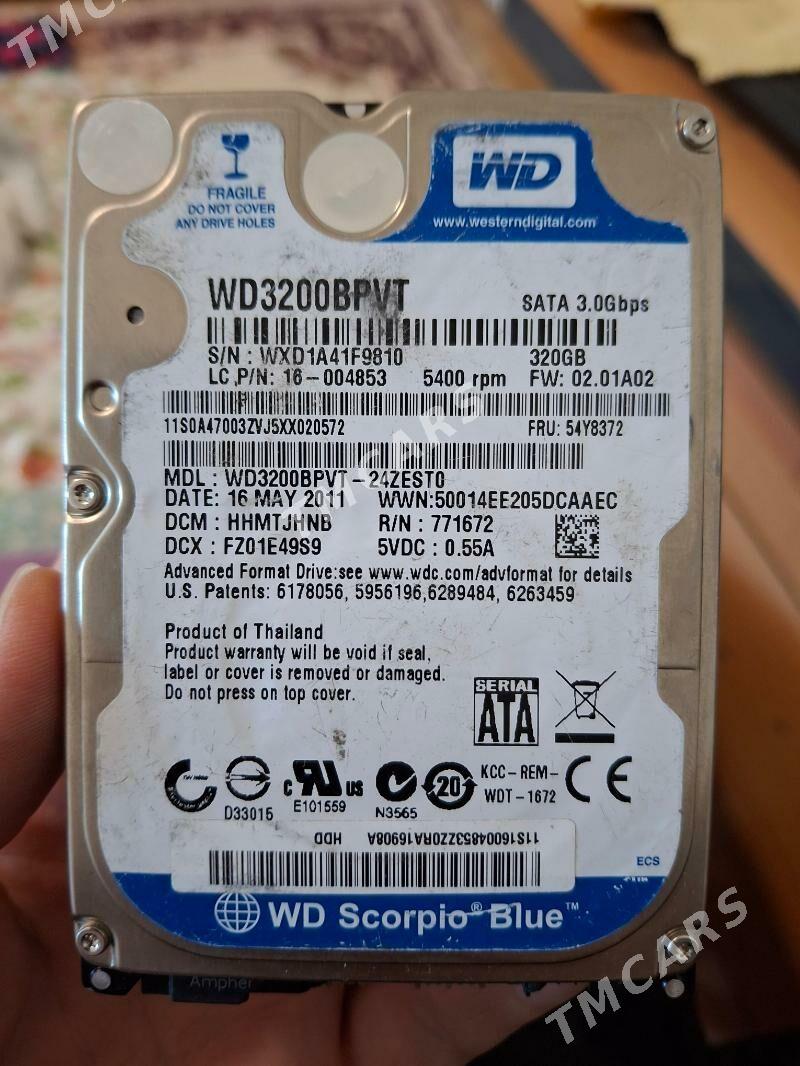 TMCARS
FRAGILE
DO NOT COVER
ANY DRIVE HOLES
WD
www.westerndigital.com
WD3200BPVT
SATA 3.0Gbps
S/N : WXD1A41F9810
320GB
LC,P/N: 16-004853
5400 rpm
FW: 02.01A02
11S0A47003ZVJ5XX020572
FRU: 54Y8372
MDL : WD3200BPVT-24ZEST0
DATE: 16 MAY 2011
WWN:50014EE205DCAAEC
DCM : HHMTJHNB
R/N : 771672
DCX : FZ01E49S9
5VDC : 0.55A
Advanced Format Drive:see www.wdc.com/advformat for details
U.S. Patents: 6178056, 5956196,6289484, 6263459
Product of Thailand
Product warranty will be void if seal,
label or cover is removed or damaged.
Do not press on top cover.
SERIAL
ATA
D33015
c UL us
E101559
N3565
20
KCC-REM-
WDT-1672
CE
11S16004853ZZ0RA16908A HDD
ECS
WD Scorpio® Blue™
Amphe
TMCARS
TMCARS